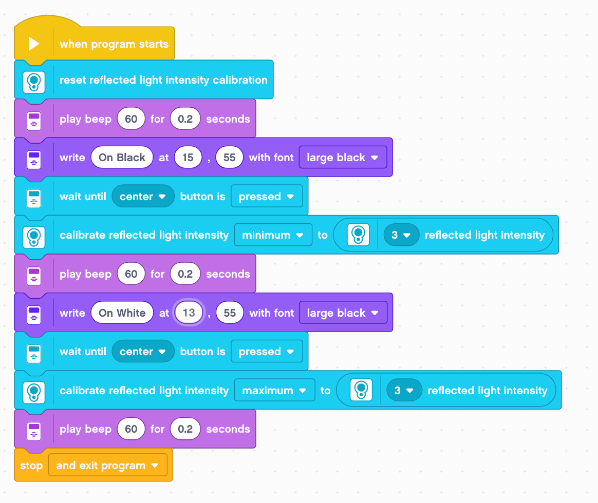 when program starts
reset reflected light intensity calibration
play beep 60 for 0.2 seconds
write On Black at 15 , 55 with font large black
wait until center button is pressed
calibrate reflected light intensity minimum to 3 reflected light intensity
play beep 60 for 0.2 seconds
write On White at 13 , 55 with font large black
wait until center button is pressed
calibrate reflected light intensity maximum to 3 reflected light intensity
play beep 60 for 0.2 seconds
stop and exit program